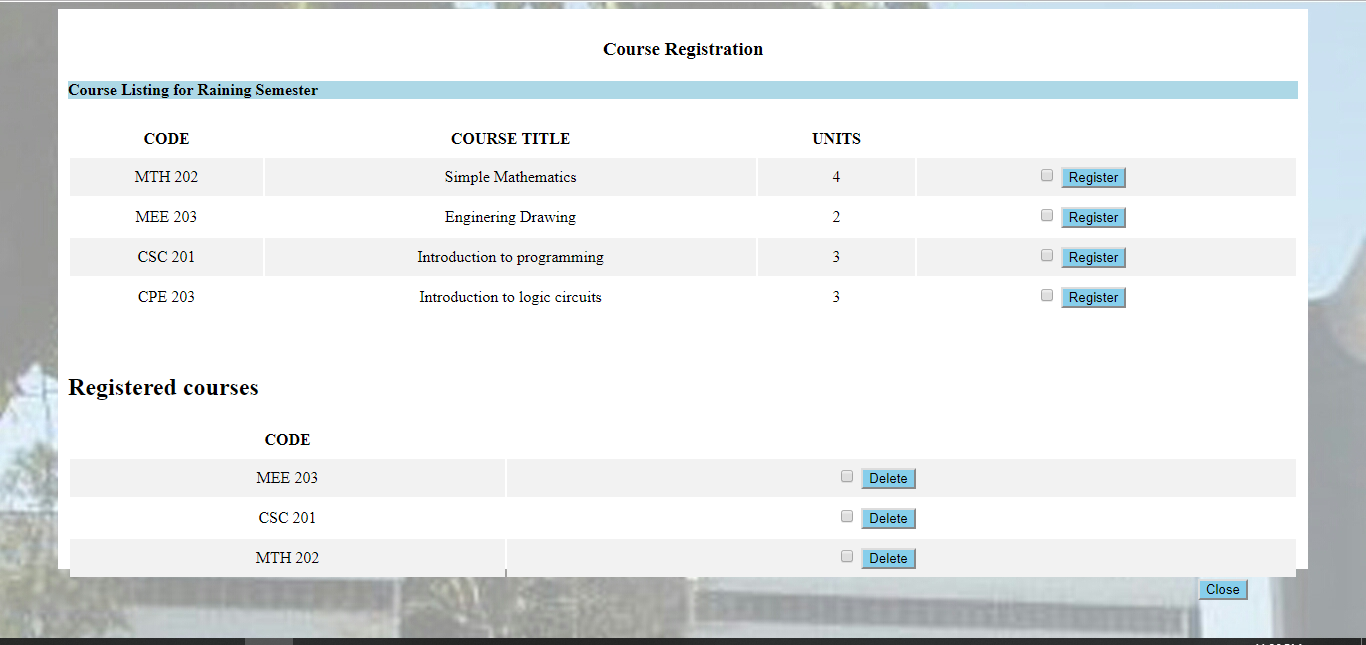 Course Registration
Course Listing for Raining Semester
CODE COURSE TITLE UNITS
MTH 202 Simple Mathematics 4 Register
MEE 203 Enginering Drawing 2 Register
CSC 201 Introduction to programming 3 Register
CPE 203 Introduction to logic circuits 3 Register
Registered courses
CODE
MEE 203 Delete
CSC 201 Delete
MTH 202 Delete
Close